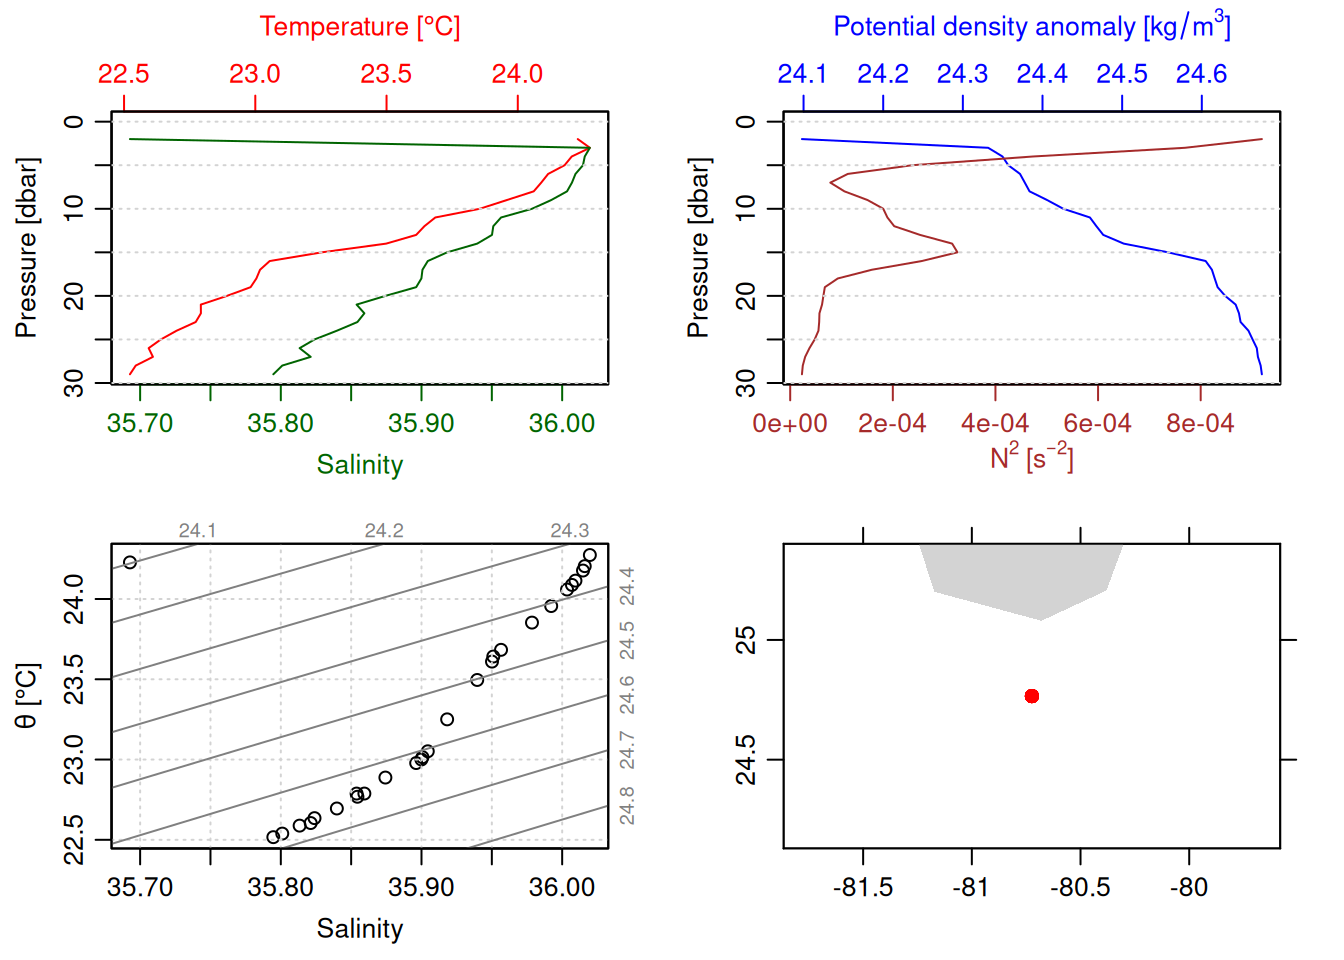 Temperature [°C]
22.5 23.0 23.5 24.0
Pressure [dbar]
0 10 20 30
35.70 35.80 35.90 36.00
Salinity
Potential density anomaly [kg/m³]
24.1 24.2 24.3 24.4 24.5 24.6
Pressure [dbar]
0 10 20 30
0e+00 2e-04 4e-04 6e-04 8e-04
N² [s⁻²]
24.1 24.2 24.3
24.4 24.5 24.6 24.7 24.8
θ [°C]
24.0 23.5 23.0 22.5
35.70 35.80 35.90 36.00
Salinity
25 24.5
-81.5 -81 -80.5 -80